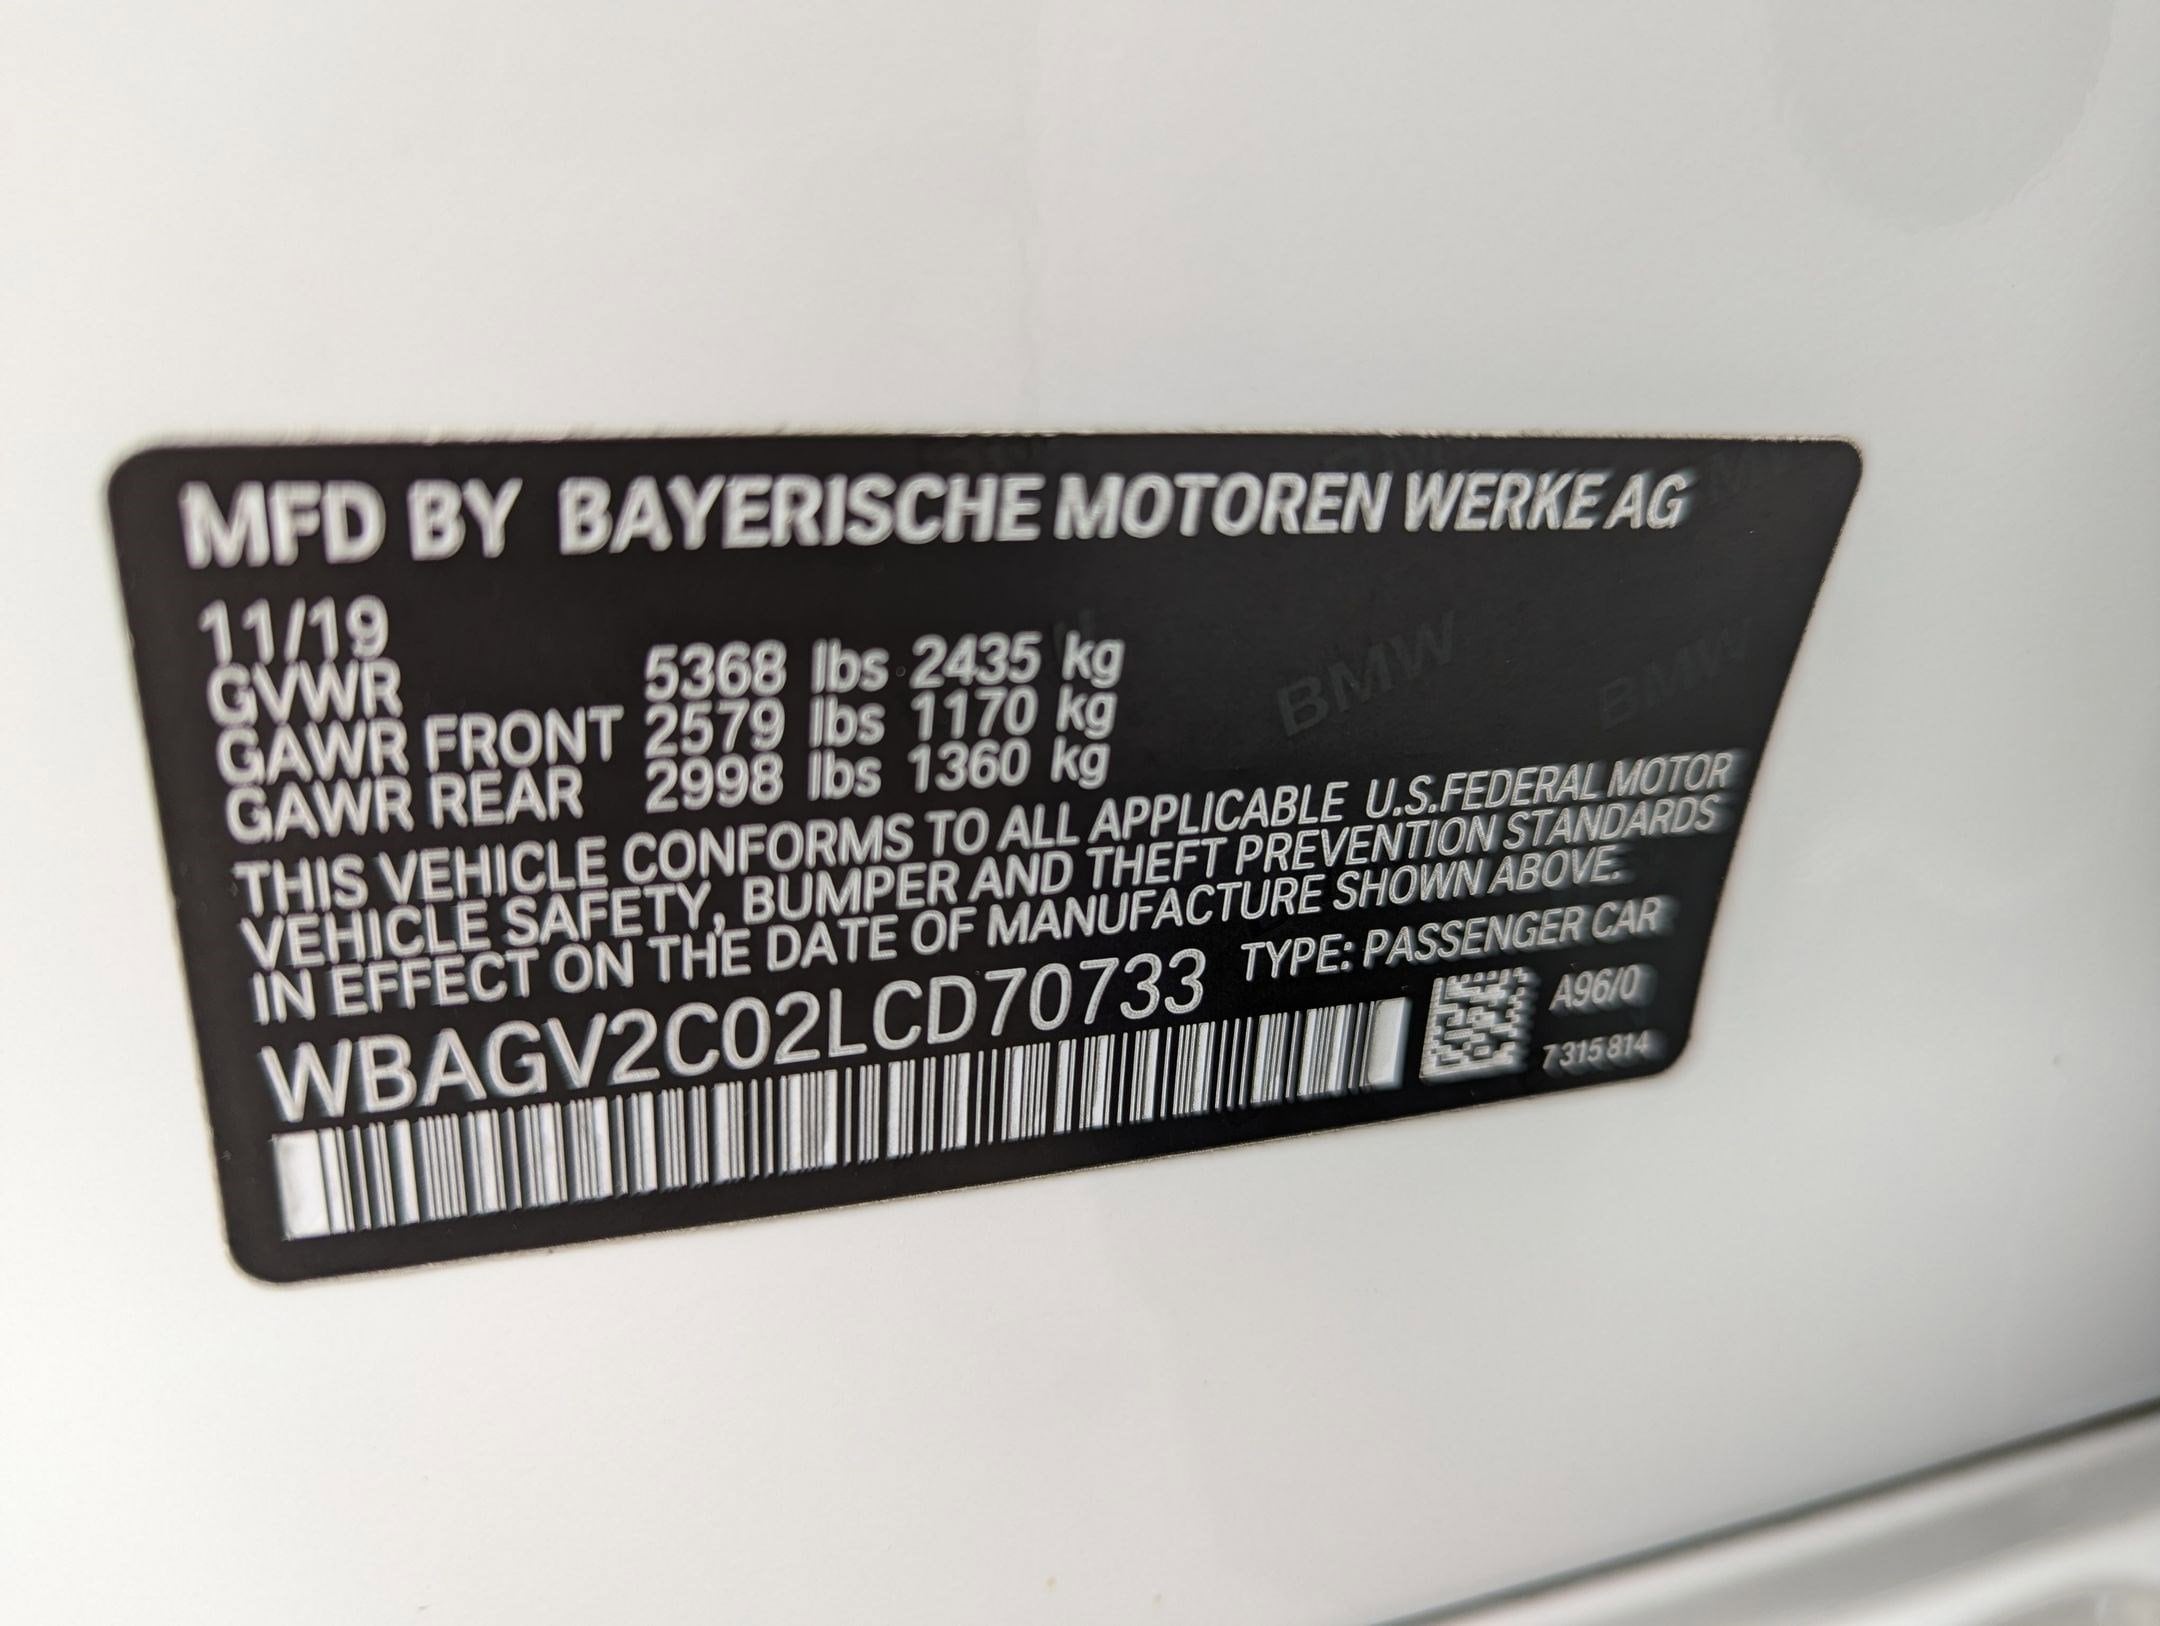 MFD BY BAYERISCHE MOTOREN WERKE AG
11/19
GVWR 5368 lbs 2435 kg
GAWR FRONT 2579 lbs 1170 kg
GAWR REAR 2998 lbs 1360 kg
THIS VEHICLE CONFORMS TO ALL APPLICABLE U.S.FEDERAL MOTOR
VEHICLE SAFETY, BUMPER AND THEFT PREVENTION STANDARDS
IN EFFECT ON THE DATE OF MANUFACTURE SHOWN ABOVE.
WBAGV2C02LCD70733 TYPE: PASSENGER CAR
A96/0
7 315 814
BMW
BMW